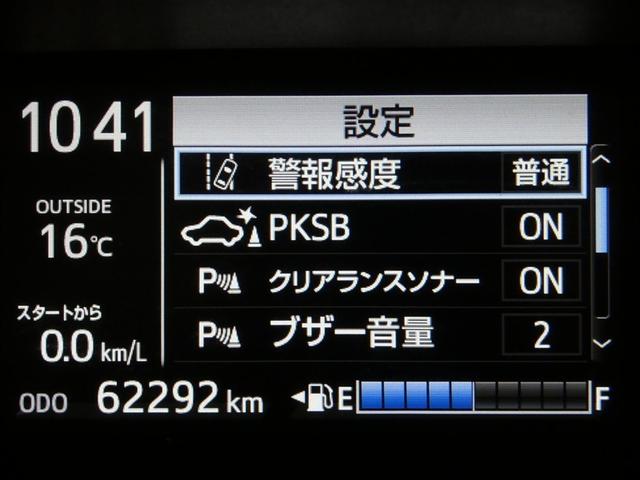 10 41
OUTSIDE
16℃
スタートから
0.0 km/L
設定
警報感度 普通
PKSB ON
P クリアランスソナー ON
P ブザー音量 2
ODO 62292 km
E F